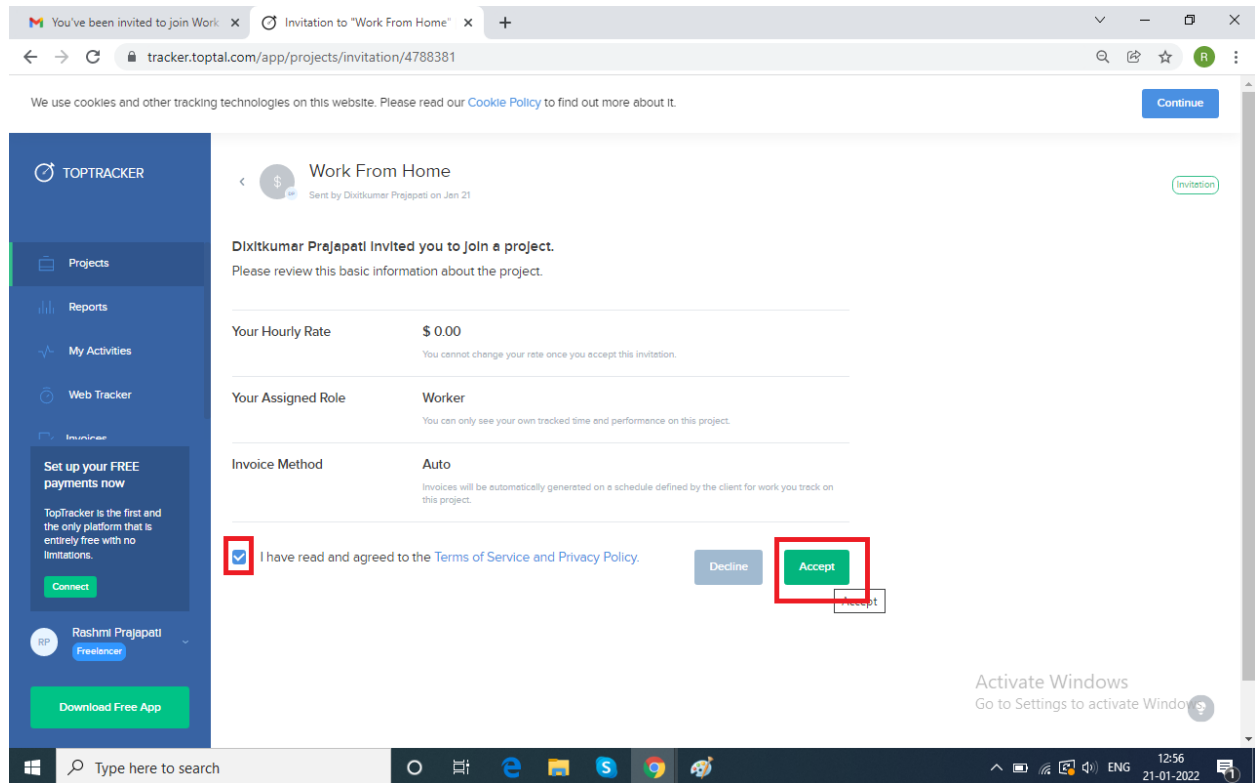 You've been invited to join Work
Invitation to "Work From Home"
tracker.toptal.com/app/projects/invitation/4788381
R
We use cookies and other tracking technologies on this website. Please read our Cookie Policy to find out more about it.
Continue
TOPTRACKER
Work From Home
Sent by Dixitkumar Prajapati on Jan 21
Invitation
Projects
Reports
My Activities
Web Tracker
Invoices
Set up your FREE
payments now
TopTracker is the first and
the only platform that is
entirely free with no
limitations.
Connect
RP
Rashmi Prajapati
Freelancer
Download Free App
Dixitkumar Prajapati invited you to join a project.
Please review this basic information about the project.
Your Hourly Rate
$ 0.00
You cannot change your rate once you accept this invitation.
Your Assigned Role
Worker
You can only see your own tracked time and performance on this project.
Invoice Method
Auto
Invoices will be automatically generated on a schedule defined by the client for work you track on
this project.
I have read and agreed to the Terms of Service and Privacy Policy.
Decline
Accept
Accept
Activate Windows
Go to Settings to activate Windows
Type here to search
ENG
12:56
21-01-2022